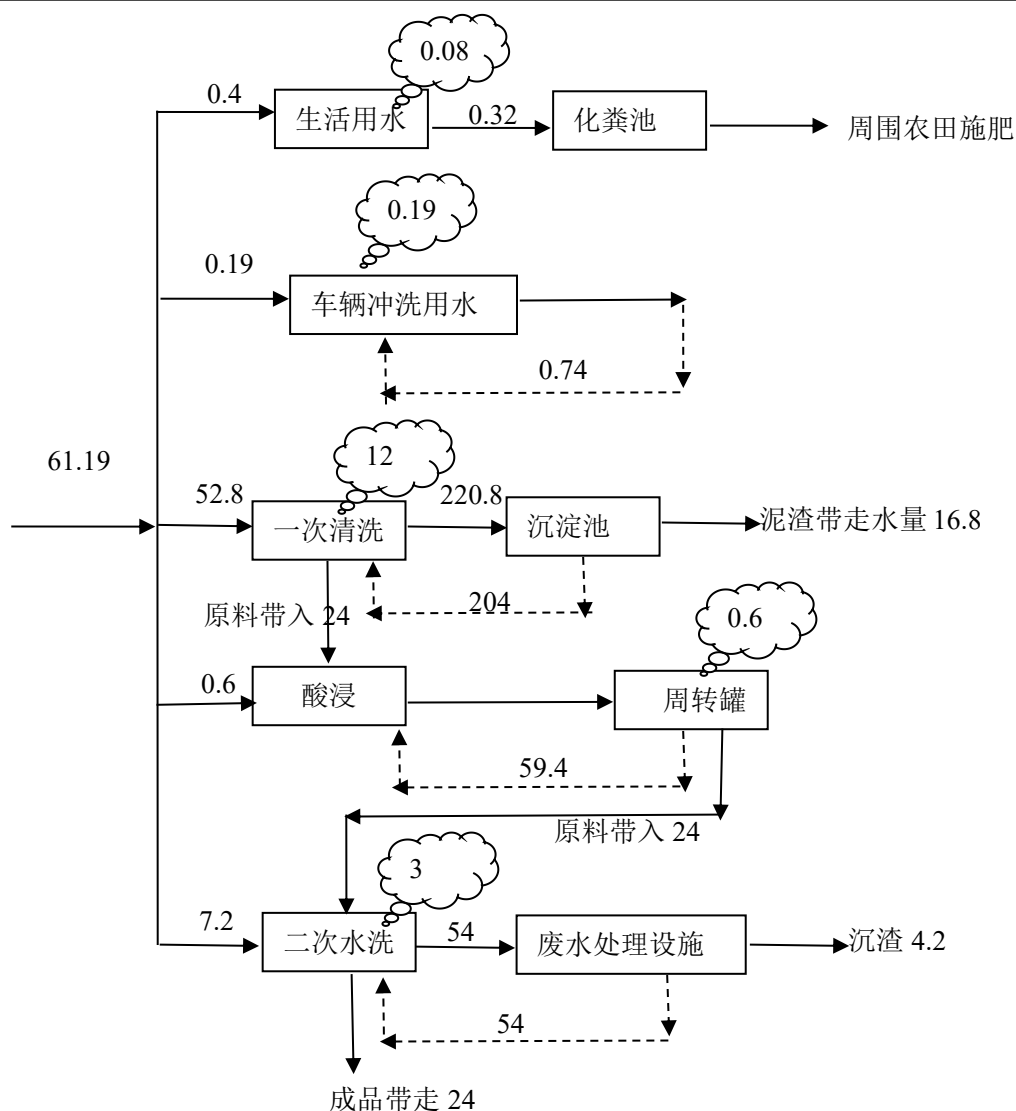 0.08
0.4
生活用水
0.32
化粪池
周围农田施肥
0.19
0.19
车辆冲洗用水
0.74
61.19
12
52.8
一次清洗
220.8
沉淀池
泥渣带走水量 16.8
204
原料带入 24
0.6
0.6
酸浸
周转罐
59.4
原料带入 24
3
7.2
二次水洗
54
废水处理设施
沉渣 4.2
54
成品带走 24